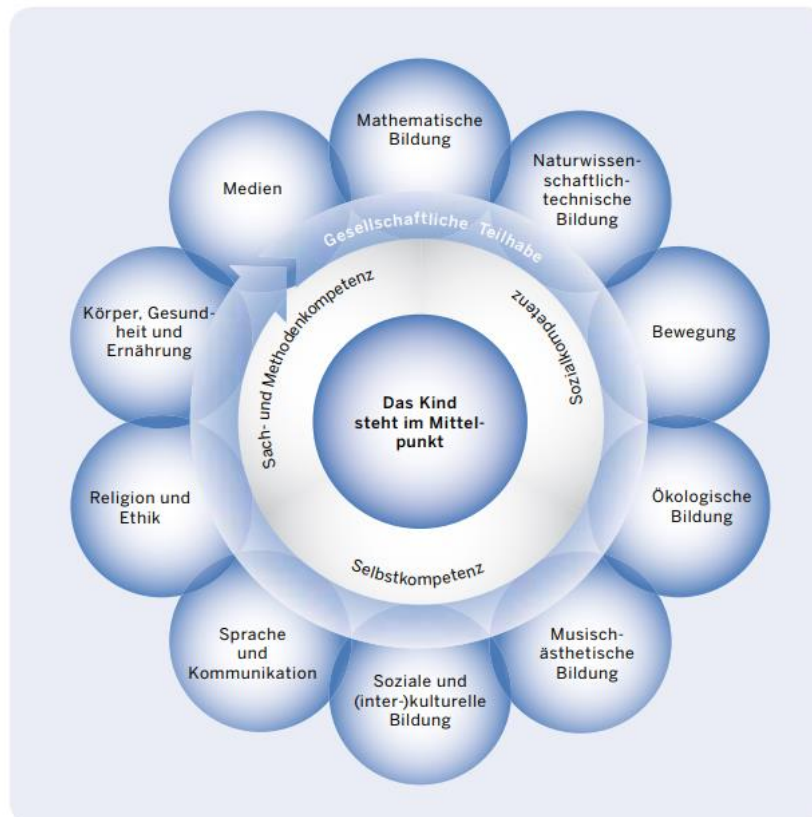 Mathematische
Bildung
Naturwissen-
schaftlich-
technische
Bildung
Bewegung
Ökologische
Bildung
Musisch-
ästhetische
Bildung
Soziale und
(inter-)kulturelle
Bildung
Sprache
und
Kommunikation
Religion und
Ethik
Körper, Gesund-
heit und
Ernährung
Medien
Gesellschaftliche Teilhabe
Sach- und Methodenkompetenz
Sozialkompetenz
Selbstkompetenz
Das Kind
steht im Mittel-
punkt